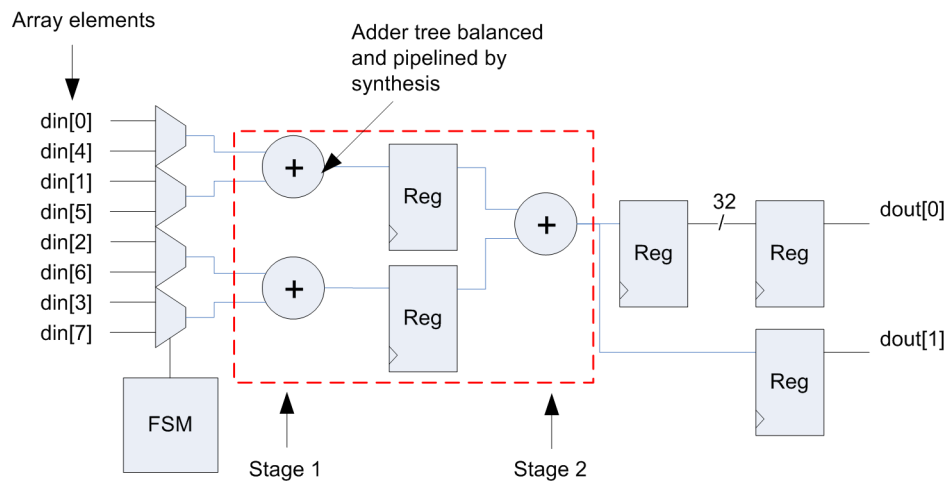 Array elements
Adder tree balanced
and pipelined by
synthesis
din[0]
din[4]
din[1]
din[5]
din[2]
din[6]
din[3]
din[7]
FSM
+
+
Reg
Reg
+
Reg
32
Reg
dout[0]
Reg
dout[1]
Stage 1
Stage 2